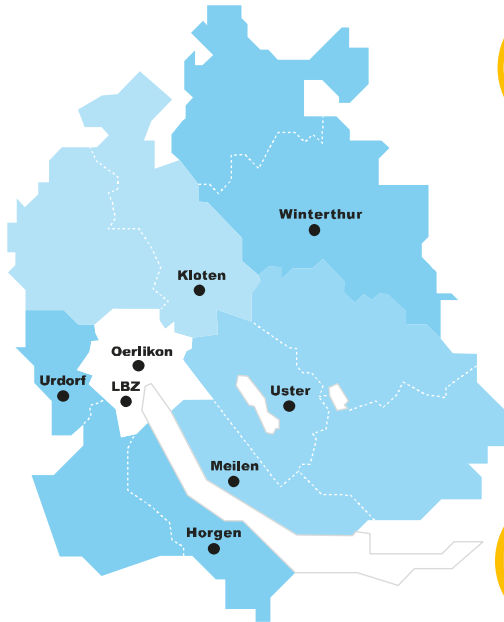 Winterthur
Kloten
Oerlikon
Urdorf
LBZ
Uster
Meilen
Horgen